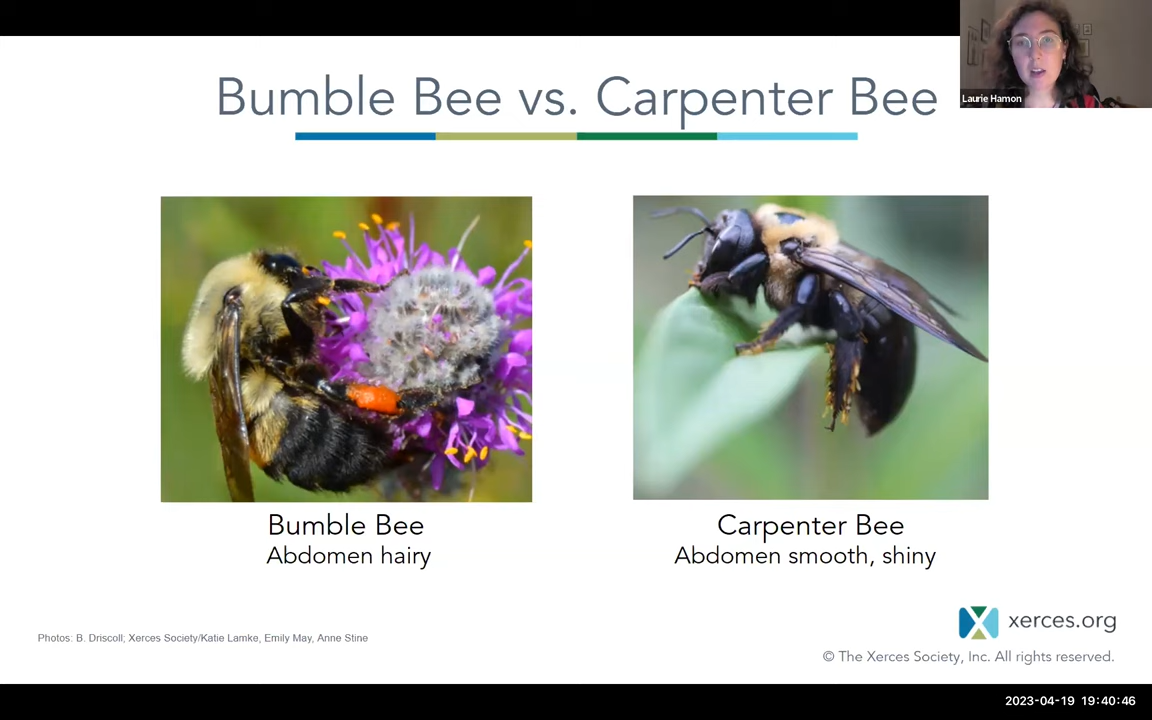 Bumble Bee vs. Carpenter Bee
Laurie Hamon
Bumble Bee
Abdomen hairy
Carpenter Bee
Abdomen smooth, shiny
Photos: B. Driscoll; Xerces Society/Katie Lamke, Emily May, Anne Stine
xerces.org
© The Xerces Society, Inc. All rights reserved.
2023-04-19 19:40:46